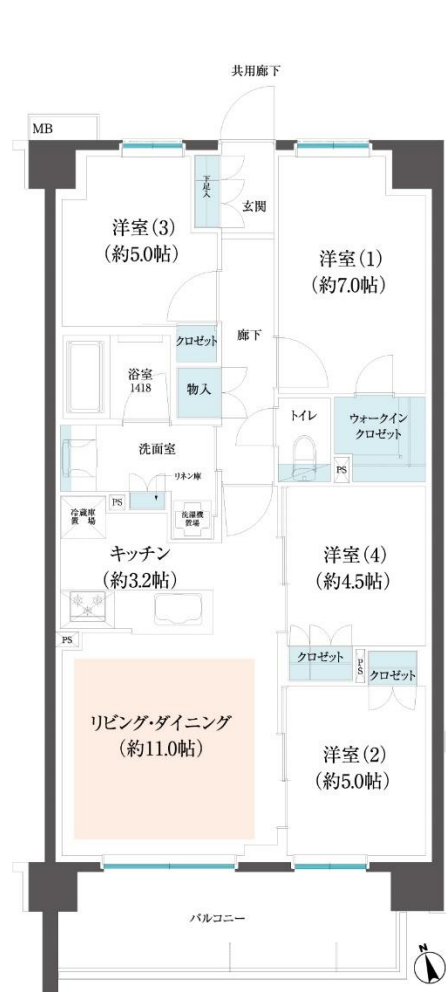 共用廊下
MB
下足入
玄関
洋室(3)
(約5.0帖)
洋室(1)
(約7.0帖)
廊下
クロゼット
浴室
1418
物入
トイレ
ウォークイン
クロゼット
洗面室
リネン庫
PS
PS
冷蔵庫
置場
洗濯機
置場
キッチン
(約3.2帖)
洋室(4)
(約4.5帖)
PS
クロゼット
PS
クロゼット
リビング・ダイニング
(約11.0帖)
洋室(2)
(約5.0帖)
バルコニー
N